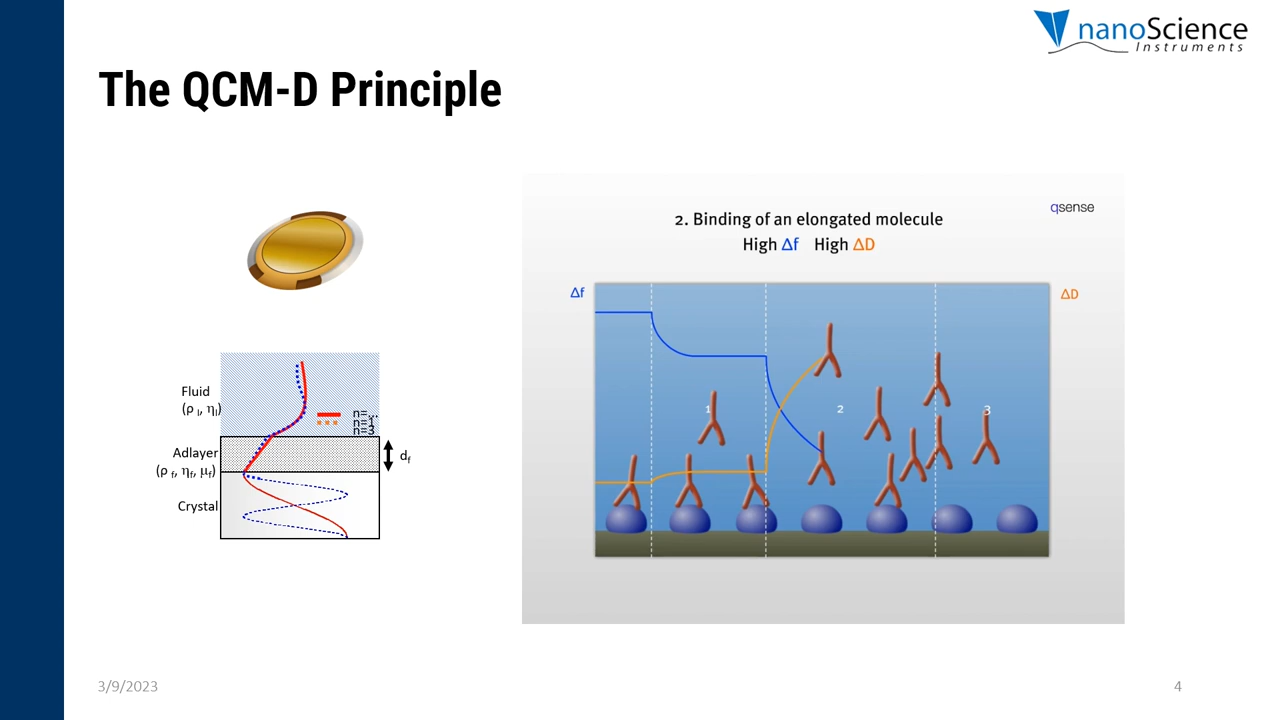 nanoScience
Instruments
The QCM-D Principle
qsense
2. Binding of an elongated molecule
High Δf High ΔD
Δf
ΔD
1
2
3
Fluid
(ρ l, ηl)
n=...
n=1
n=3
Adlayer
(ρ f, ηf, μf)
df
Crystal
3/9/2023
4